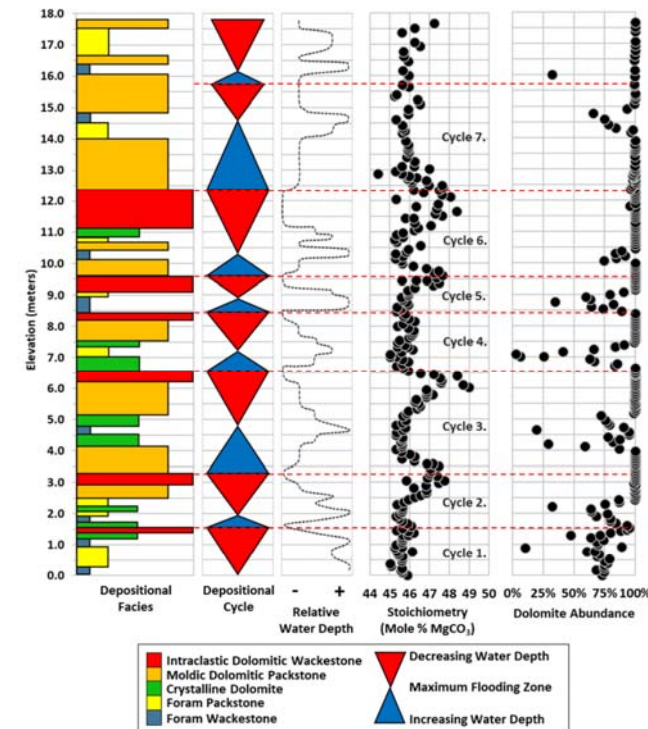 18.0
17.0
16.0
15.0
14.0
13.0
12.0
11.0
10.0
9.0
8.0
7.0
6.0
5.0
4.0
3.0
2.0
1.0
0.0
Elevation (meters)
Cycle 7.
Cycle 6.
Cycle 5.
Cycle 4.
Cycle 3.
Cycle 2.
Cycle 1.
- +
44 45 46 47 48 49 50
0% 25% 50% 75% 100%
Depositional
Facies
Depositional
Cycle
Relative
Water Depth
Stoichiometry
(Mole % MgCO₃)
Dolomite Abundance
Intraclastic Dolomitic Wackestone
Moldic Dolomitic Packstone
Crystalline Dolomite
Foram Packstone
Foram Wackestone
Decreasing Water Depth
Maximum Flooding Zone
Increasing Water Depth